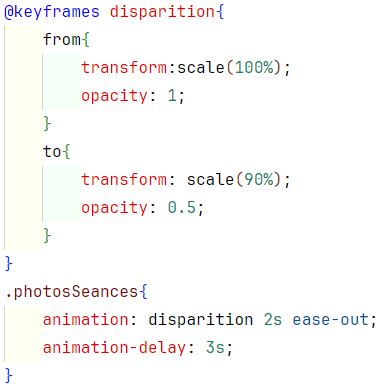 @keyframes disparition{
from{
transform:scale(100%);
opacity: 1;
}
to{
transform: scale(90%);
opacity: 0.5;
}
}
.photosSeances{
animation: disparition 2s ease-out;
animation-delay: 3s;
}